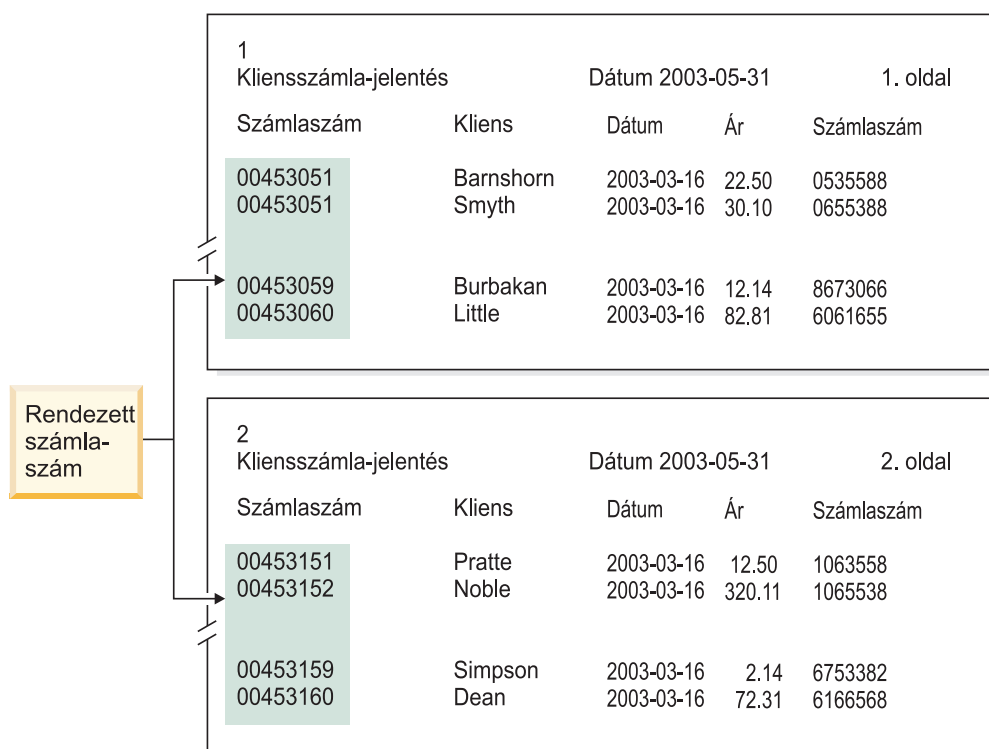 1
Kliensszámla-jelentés Dátum 2003-05-31 1. oldal
Számlaszám Kliens Dátum Ár Számlaszám
00453051 Barnshorn 2003-03-16 22.50 0535588
00453051 Smyth 2003-03-16 30.10 0655388
00453059 Burbakan 2003-03-16 12.14 8673066
00453060 Little 2003-03-16 82.81 6061655
Rendezett
számla-
szám
2
Kliensszámla-jelentés Dátum 2003-05-31 2. oldal
Számlaszám Kliens Dátum Ár Számlaszám
00453151 Pratte 2003-03-16 12.50 1063558
00453152 Noble 2003-03-16 320.11 1065538
00453159 Simpson 2003-03-16 2.14 6753382
00453160 Dean 2003-03-16 72.31 6166568